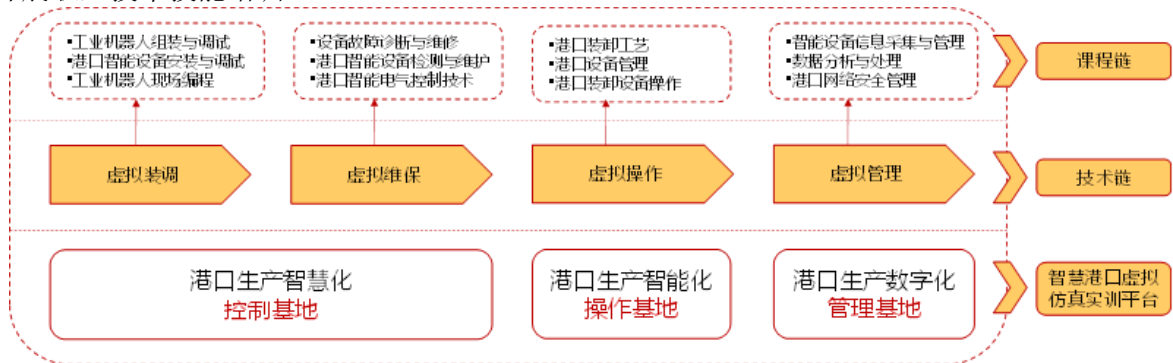 ▪工业机器人组装与调试
▪港口智能设备安装与调试
▪工业机器人现场编程
▪设备故障诊断与维修
▪港口智能设备检测与维护
▪港口智能电气控制技术
▪港口装卸工艺
▪港口设备管理
▪港口装卸设备操作
▪智能设备信息采集与管理
▪数据分析与处理
▪港口网络安全管理
课程链
虚拟装调
虚拟维保
虚拟操作
虚拟管理
技术链
港口生产智慧化
控制基地
港口生产智能化
操作基地
港口生产数字化
管理基地
智慧港口虚拟
仿真实训平台